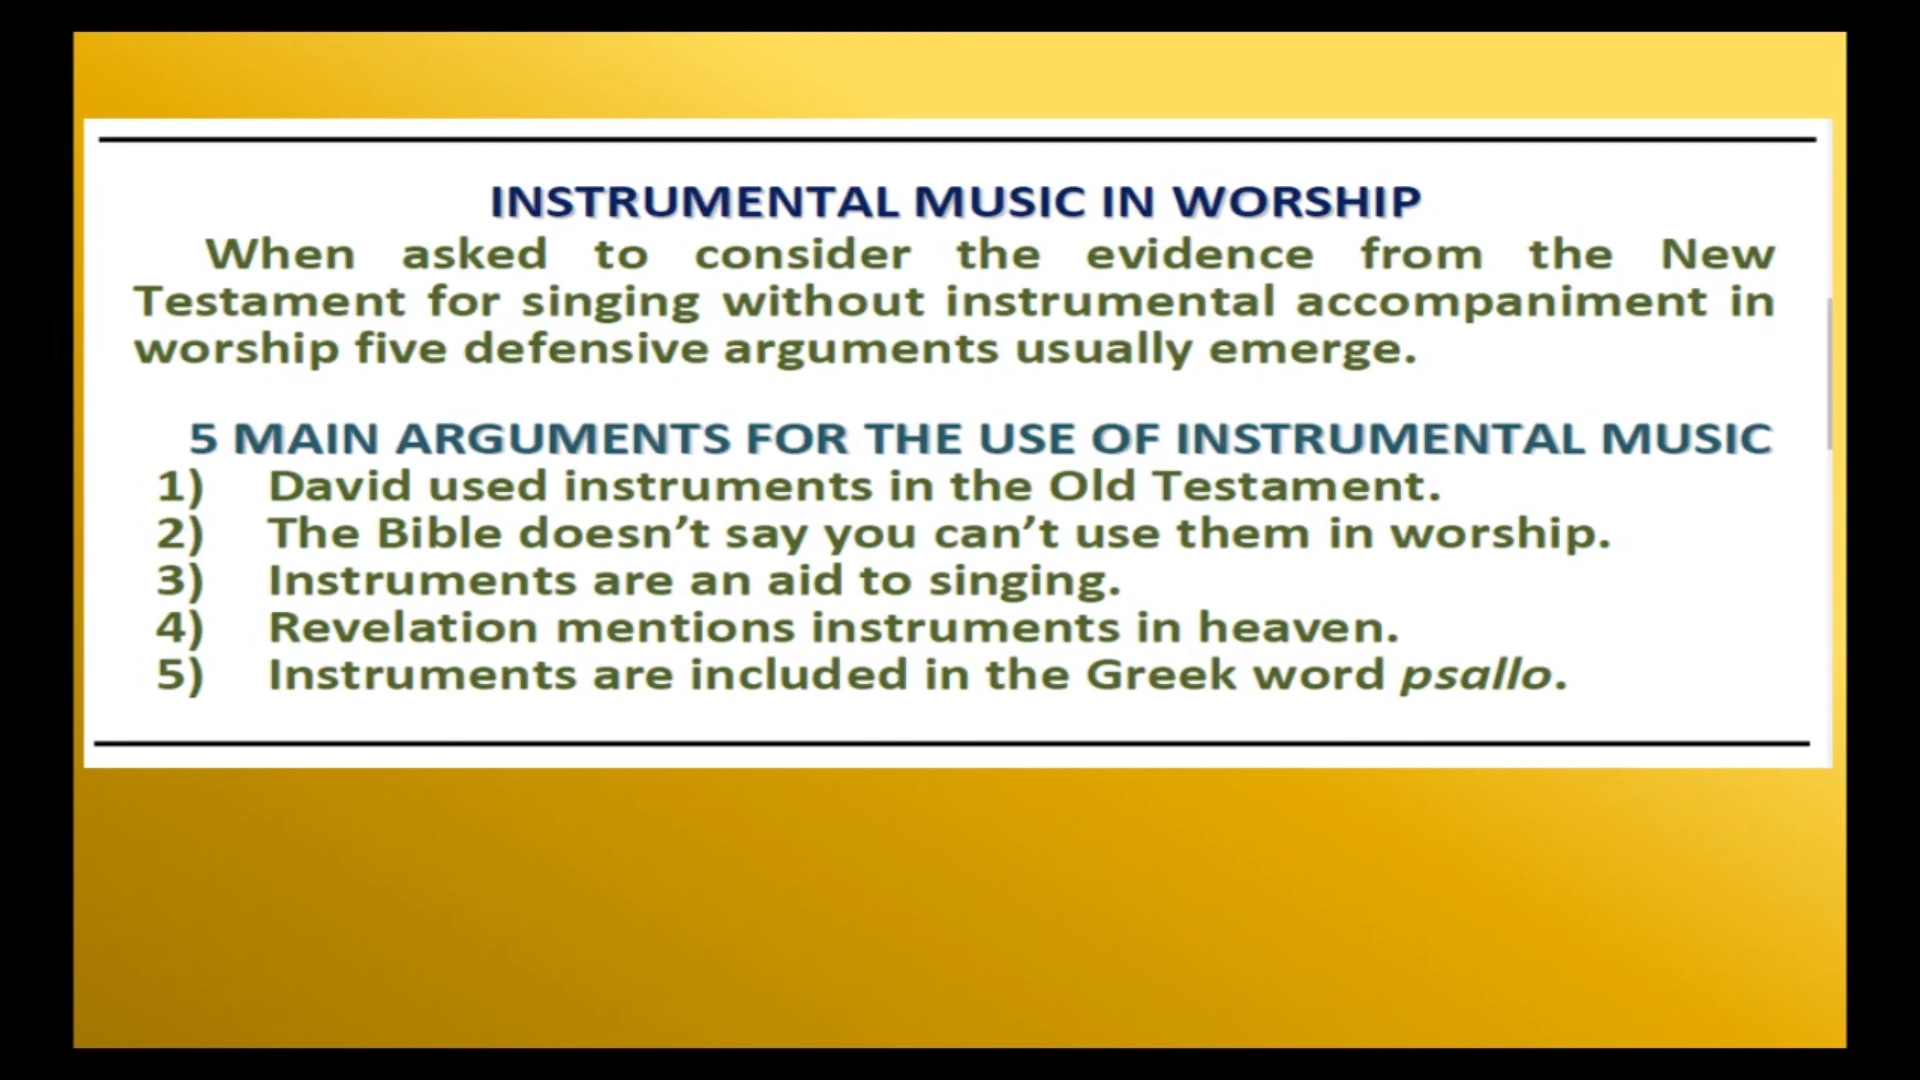 INSTRUMENTAL MUSIC IN WORSHIP
When asked to consider the evidence from the New
Testament for singing without instrumental accompaniment in
worship five defensive arguments usually emerge.
5 MAIN ARGUMENTS FOR THE USE OF INSTRUMENTAL MUSIC
1) David used instruments in the Old Testament.
2) The Bible doesn’t say you can’t use them in worship.
3) Instruments are an aid to singing.
4) Revelation mentions instruments in heaven.
5) Instruments are included in the Greek word psallo.